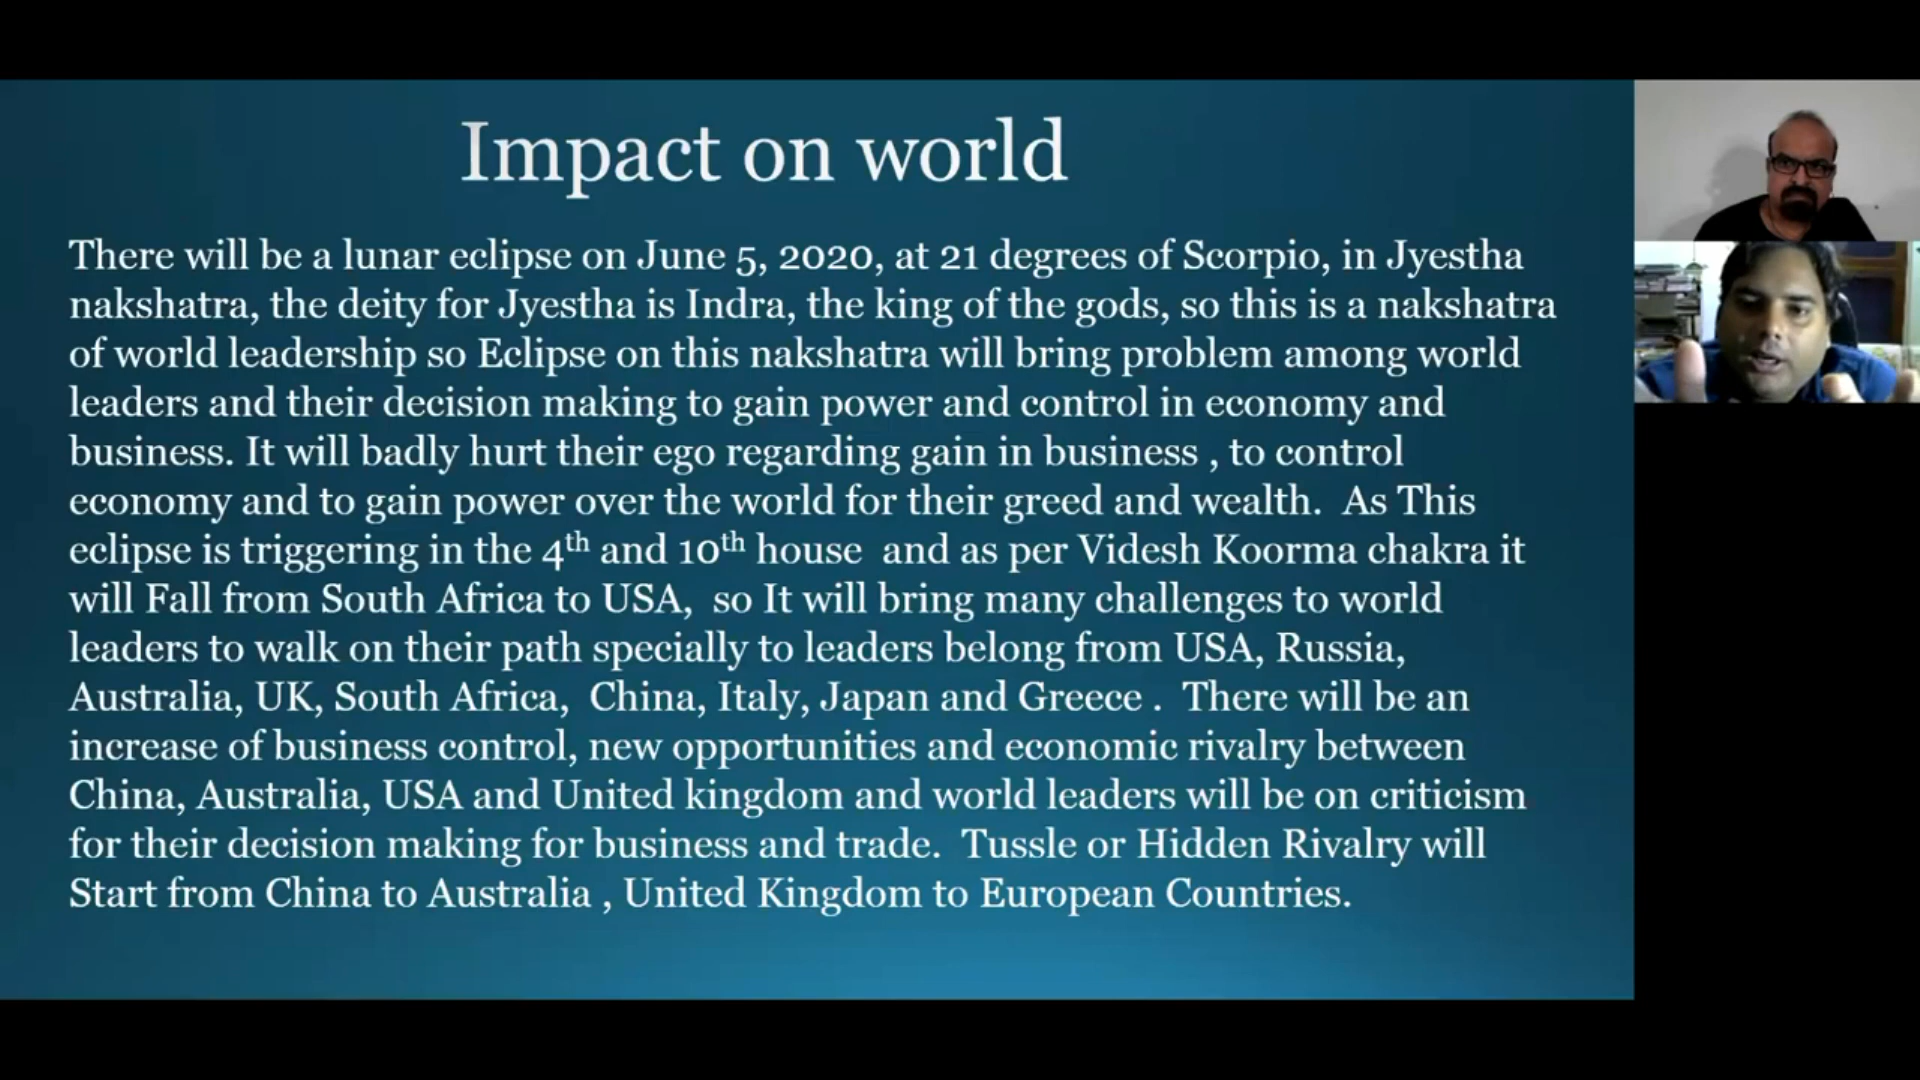 Impact on world
There will be a lunar eclipse on June 5, 2020, at 21 degrees of Scorpio, in Jyestha
nakshatra, the deity for Jyestha is Indra, the king of the gods, so this is a nakshatra
of world leadership so Eclipse on this nakshatra will bring problem among world
leaders and their decision making to gain power and control in economy and
business. It will badly hurt their ego regarding gain in business , to control
economy and to gain power over the world for their greed and wealth.  As This
eclipse is triggering in the 4th and 10th house  and as per Videsh Koorma chakra it
will Fall from South Africa to USA,  so It will bring many challenges to world
leaders to walk on their path specially to leaders belong from USA, Russia,
Australia, UK, South Africa,  China, Italy, Japan and Greece .  There will be an
increase of business control, new opportunities and economic rivalry between
China, Australia, USA and United kingdom and world leaders will be on criticism
for their decision making for business and trade.  Tussle or Hidden Rivalry will
Start from China to Australia , United Kingdom to European Countries.